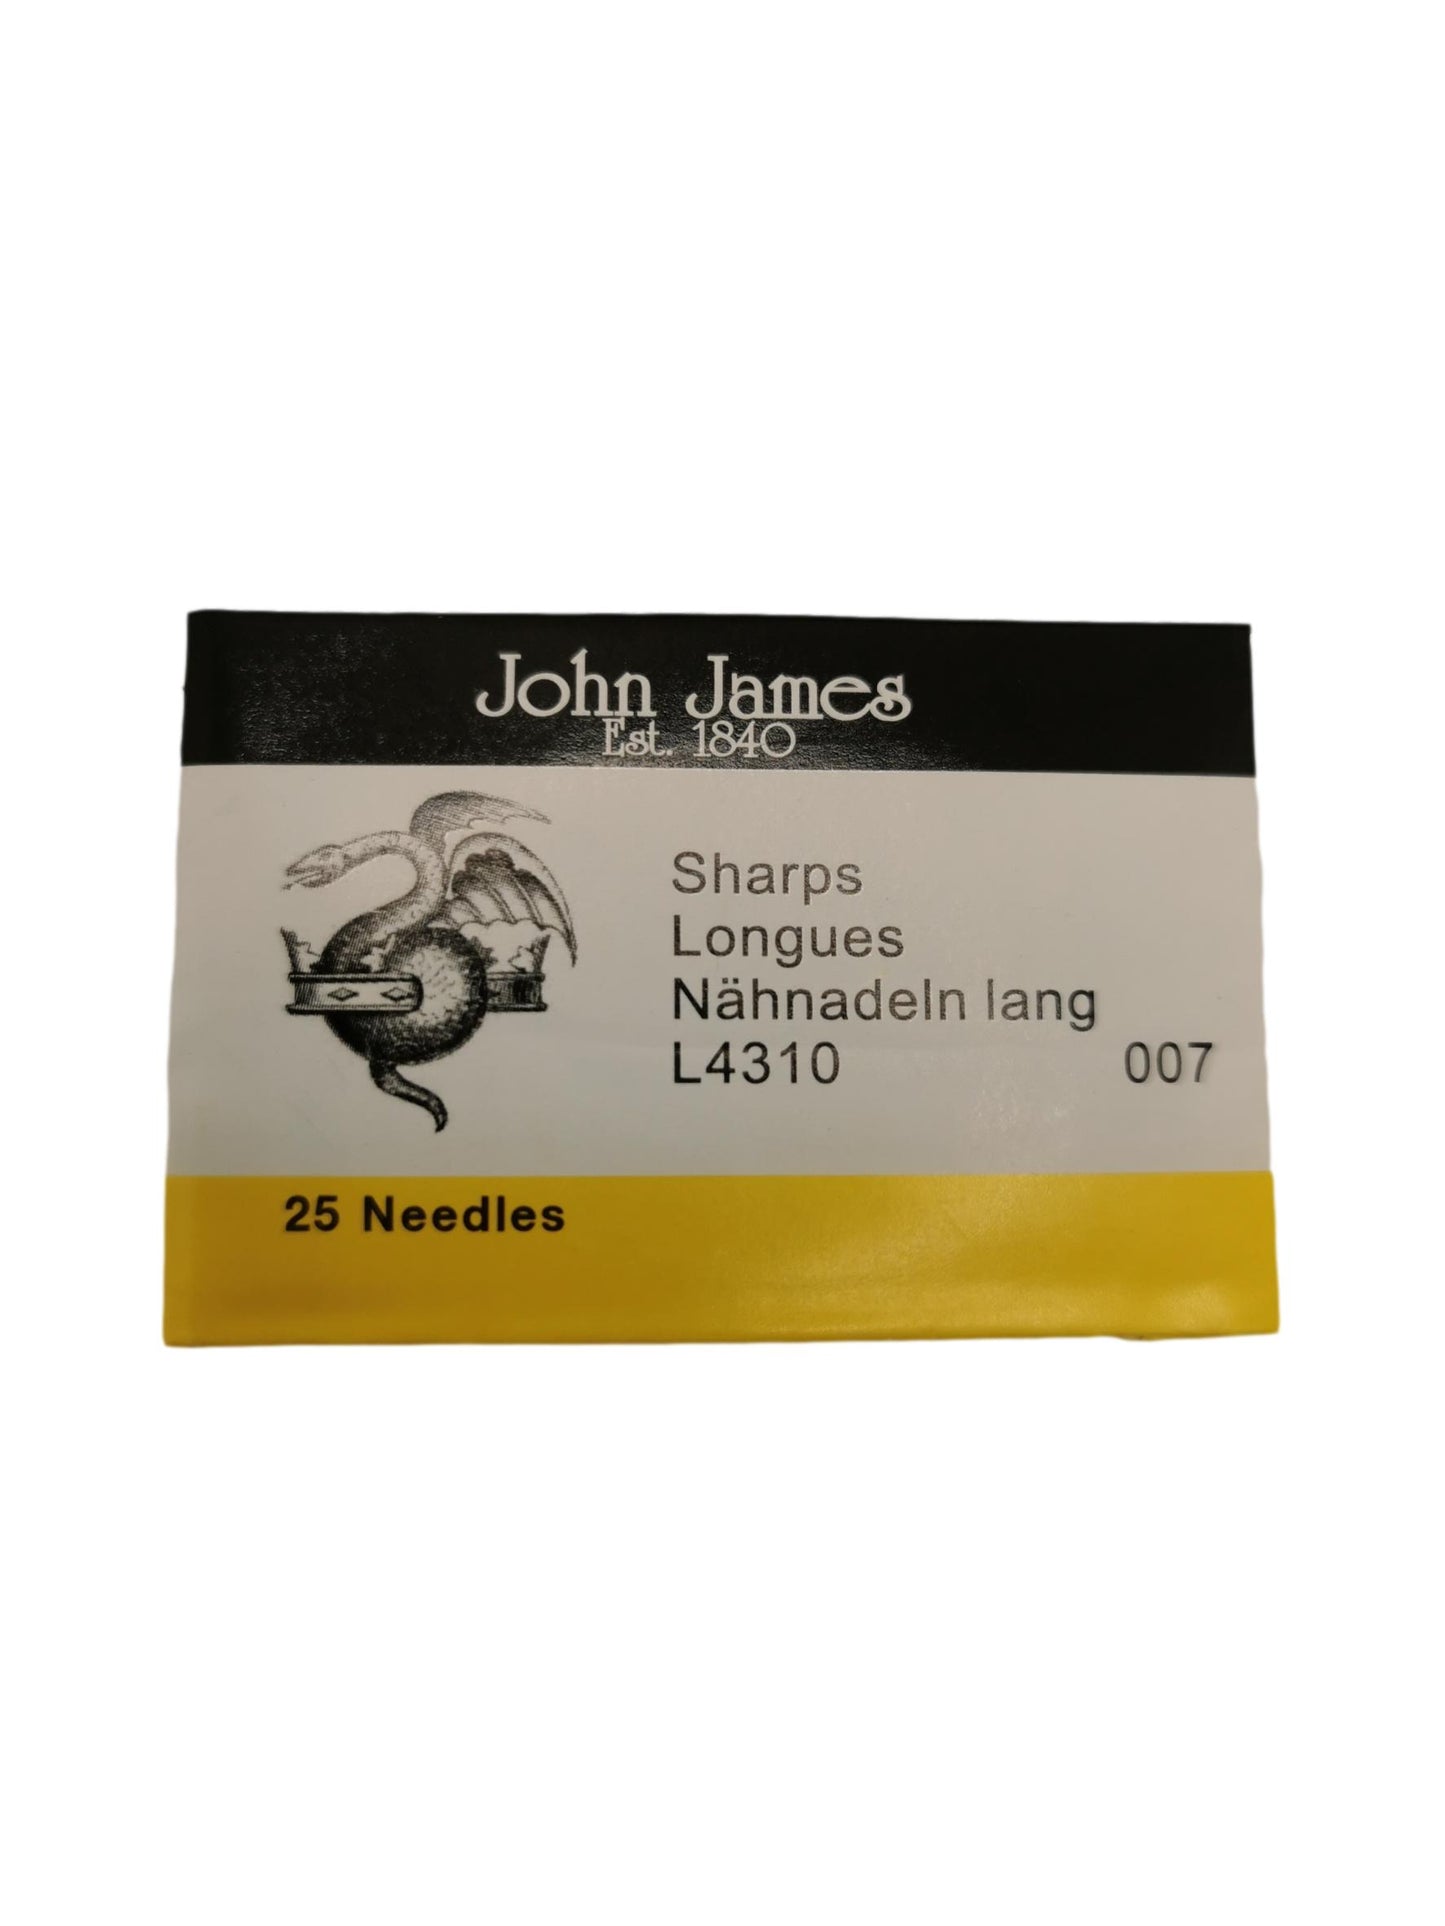 John James
Est. 1840
Sharps
Longues
Nähnadeln lang
L4310 007
25 Needles